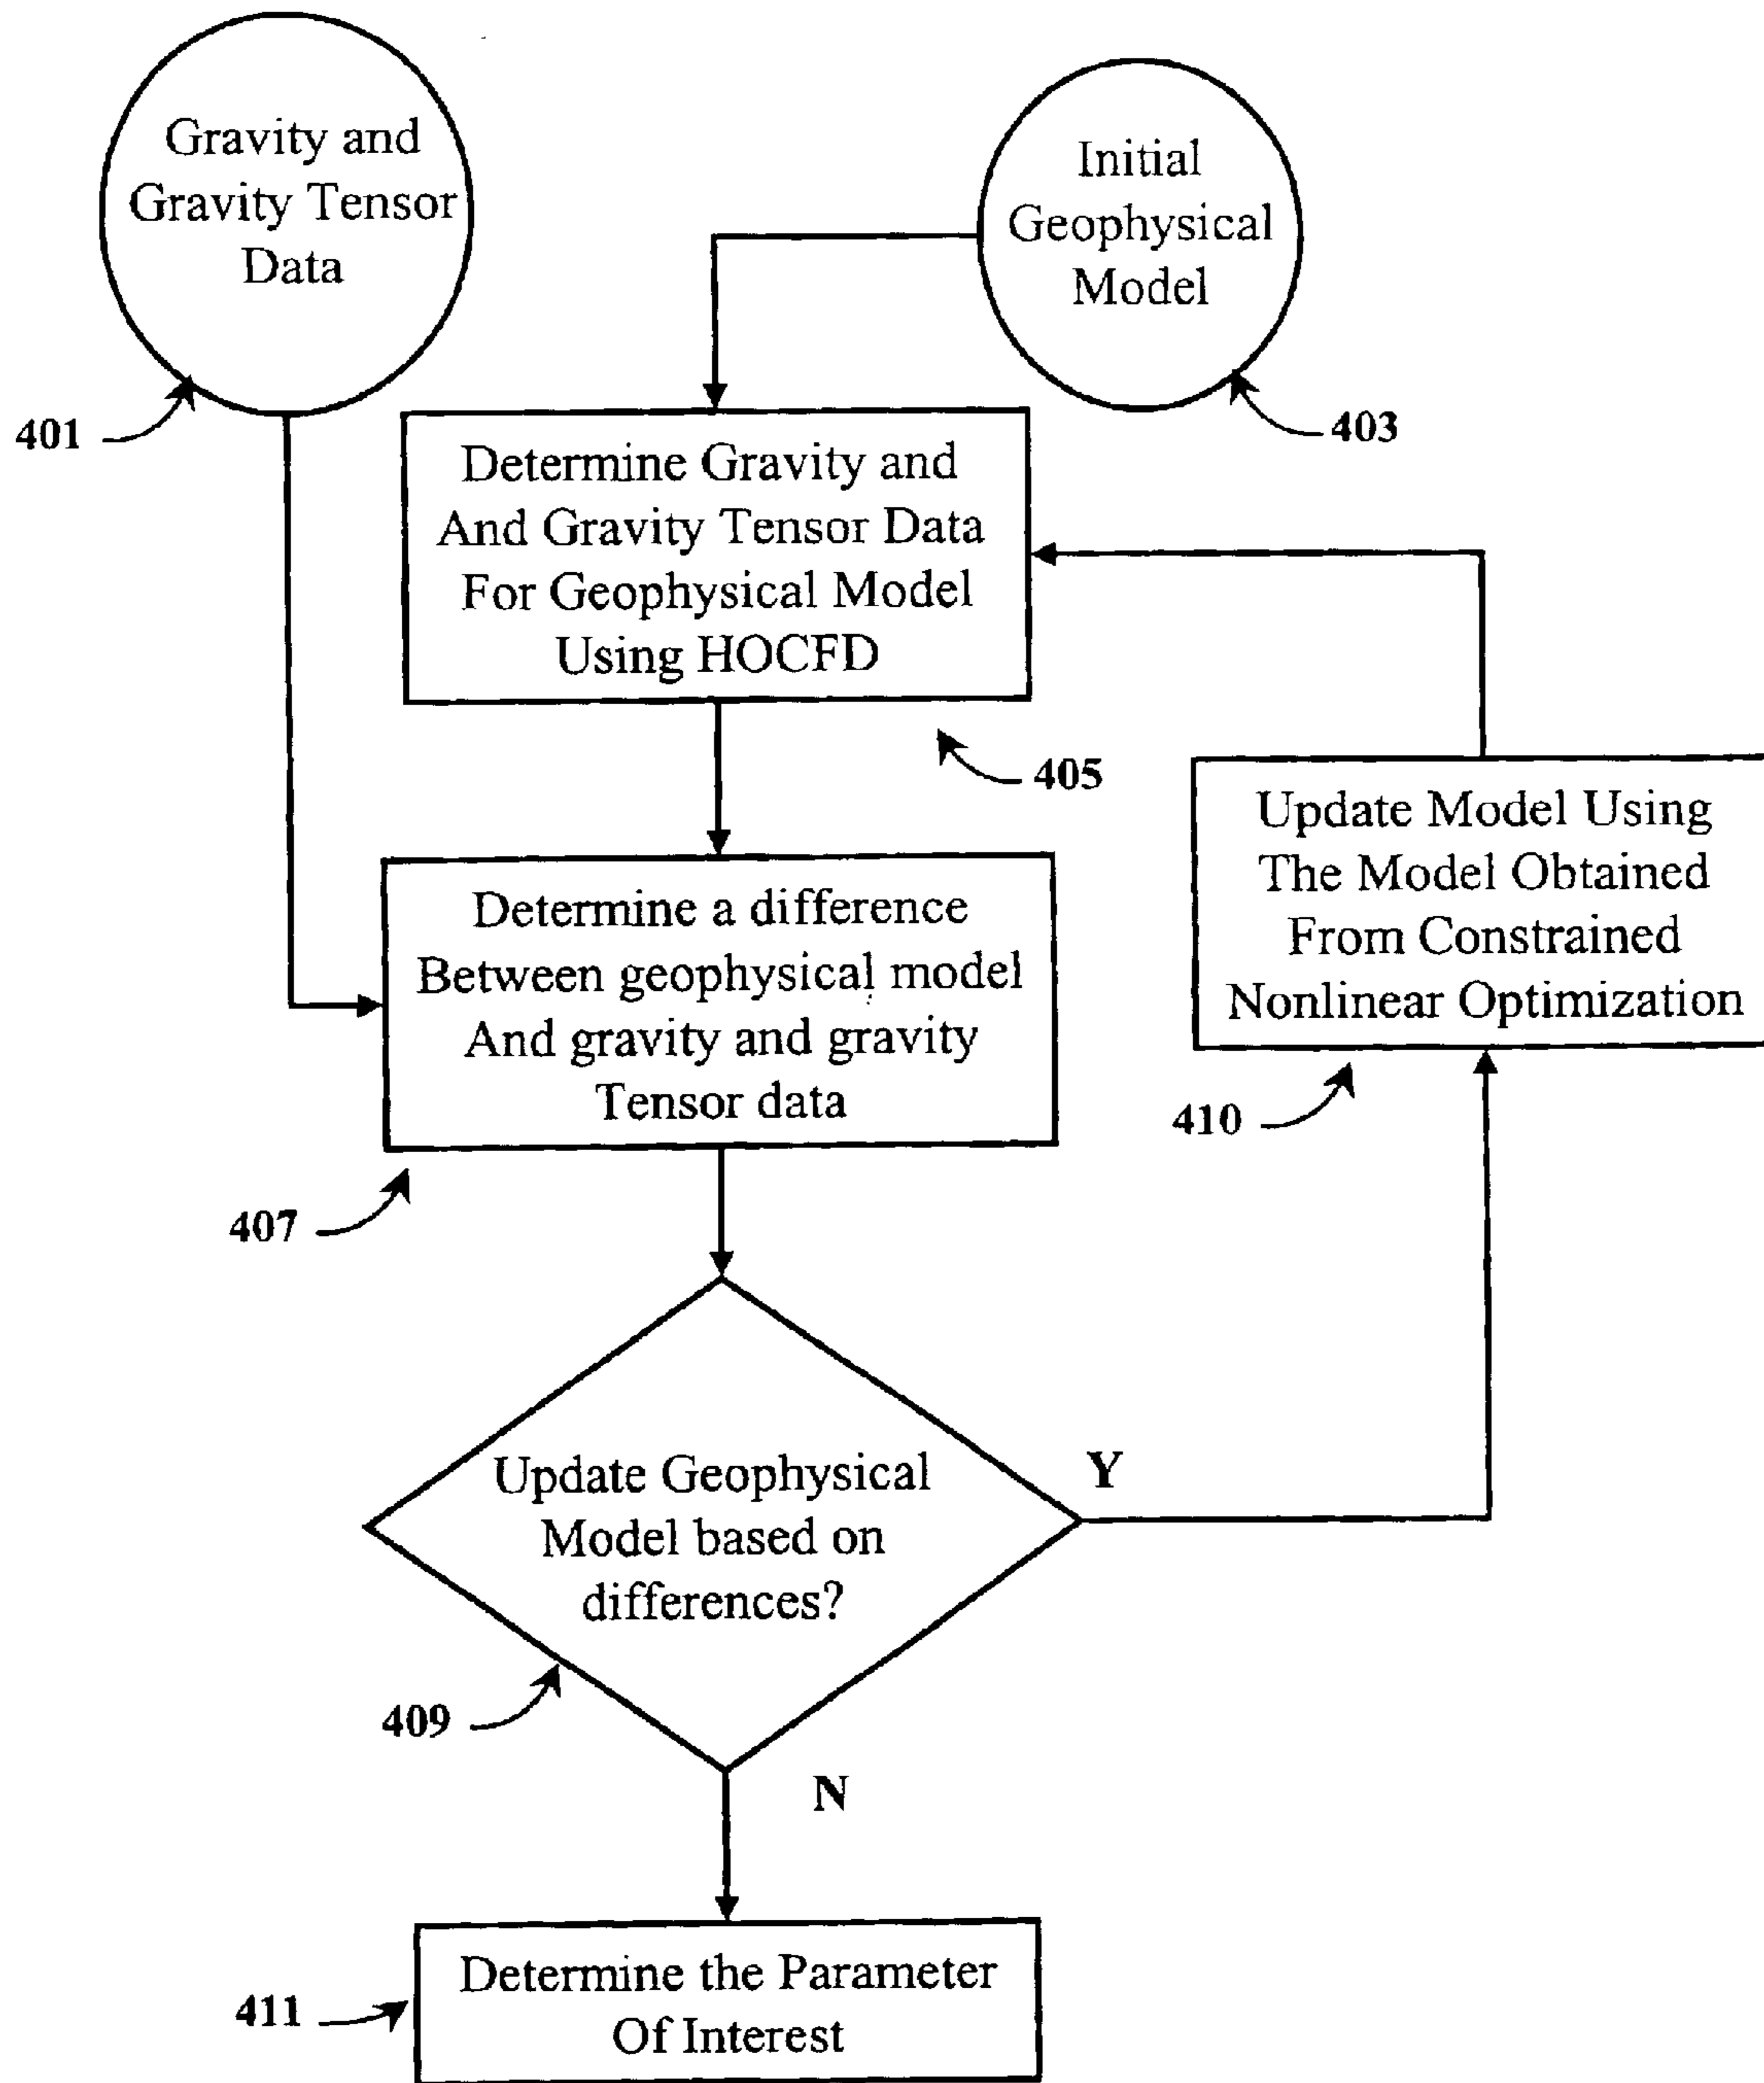 Gravity and
Gravity Tensor
Data
401
Initial
Geophysical
Model
403
Determine Gravity and
And Gravity Tensor Data
For Geophysical Model
Using HOCFD
405
Update Model Using
The Model Obtained
From Constrained
Nonlinear Optimization
410
Determine a difference
Between geophysical model
And gravity and gravity
Tensor data
407
Update Geophysical
Model based on
differences?
409
Y
N
Determine the Parameter
Of Interest
411